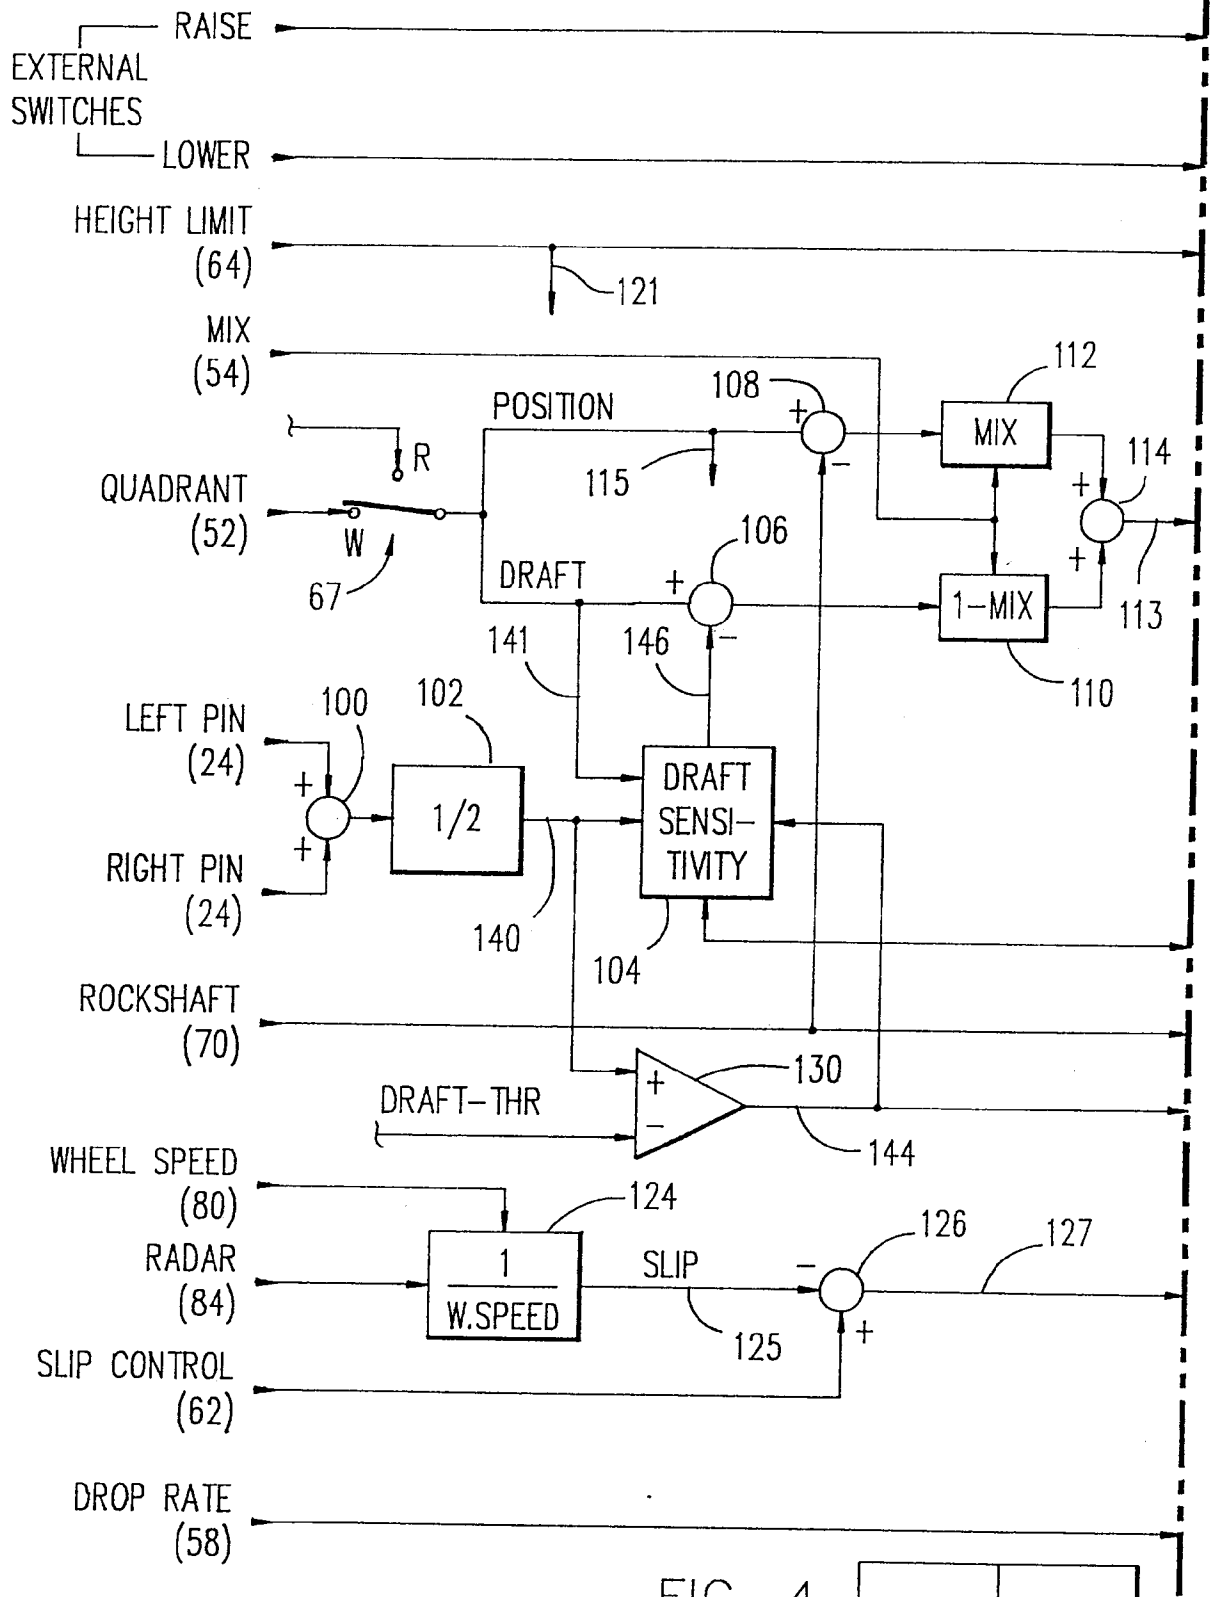 RAISE
EXTERNAL
SWITCHES
LOWER
HEIGHT LIMIT
(64)
121
MIX
(54)
108
112
POSITION
+
MIX
R
115
−
114
QUADRANT
(52)
W
+
67
106
DRAFT
+
+
1−MIX
113
141
146
−
110
LEFT PIN
(24)
100
102
+
1/2
DRAFT
SENSI−
TIVITY
+
RIGHT PIN
(24)
140
104
ROCKSHAFT
(70)
130
DRAFT−THR
+
−
144
WHEEL SPEED
(80)
124
RADAR
(84)
1
W.SPEED
SLIP
−
126
127
125
+
SLIP CONTROL
(62)
DROP RATE
(58)